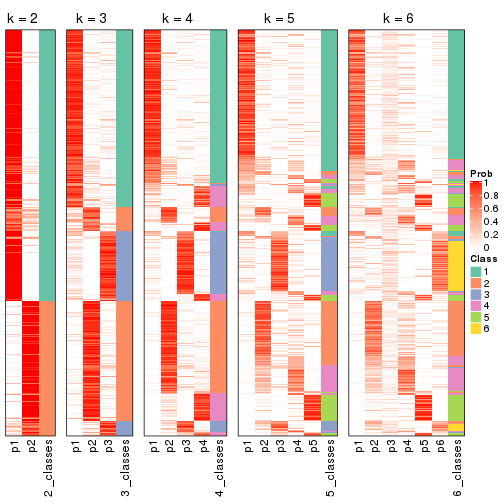 k = 2
k = 3
k = 4
k = 5
k = 6
Prob
1
0.8
0.6
0.4
0.2
0
Class
1
2
3
4
5
6
p1
p2
2_classes
p1
p2
p3
3_classes
p1
p2
p3
p4
4_classes
p1
p2
p3
p4
p5
5_classes
p1
p2
p3
p4
p5
p6
6_classes